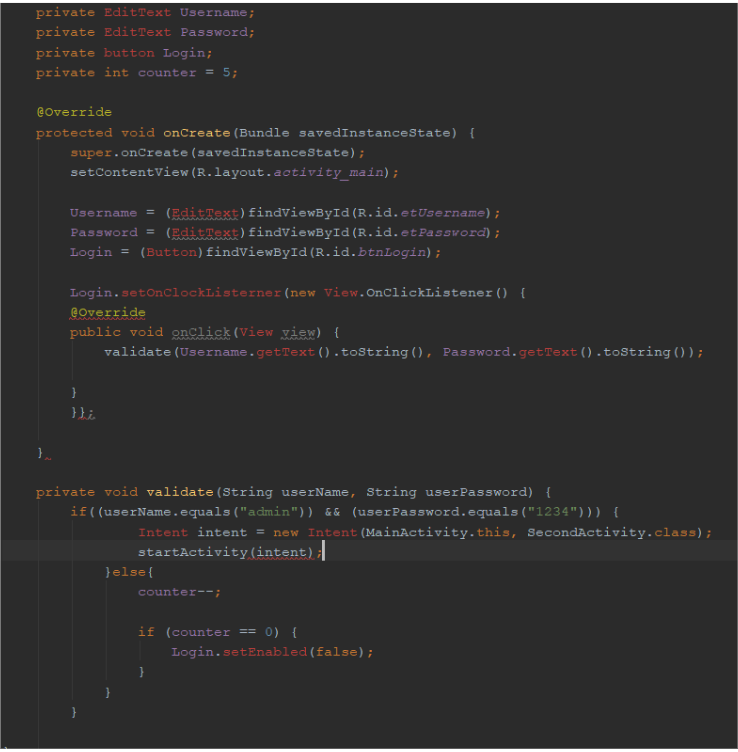 private EditText Username;
private EditText Password;
private button Login;
private int counter = 5;
@Override
protected void onCreate(Bundle savedInstanceState) {
super.onCreate(savedInstanceState);
setContentView(R.layout.activity_main);
Username = (EditText)findViewById(R.id.etUsername);
Password = (EditText)findViewById(R.id.etPassword);
Login = (Button)findViewById(R.id.btnLogin);
Login.setOnClockListerner(new View.OnClickListener() {
@Override
public void onClick(View view) {
validate(Username.getText().toString(), Password.getText().toString());
}
}};
}
private void validate(String userName, String userPassword) {
if((userName.equals("admin")) && (userPassword.equals("1234"))) {
Intent intent = new Intent(MainActivity.this, SecondActivity.class);
startActivity(intent);
}else{
counter--;
if (counter == 0) {
Login.setEnabled(false);
}
}
}